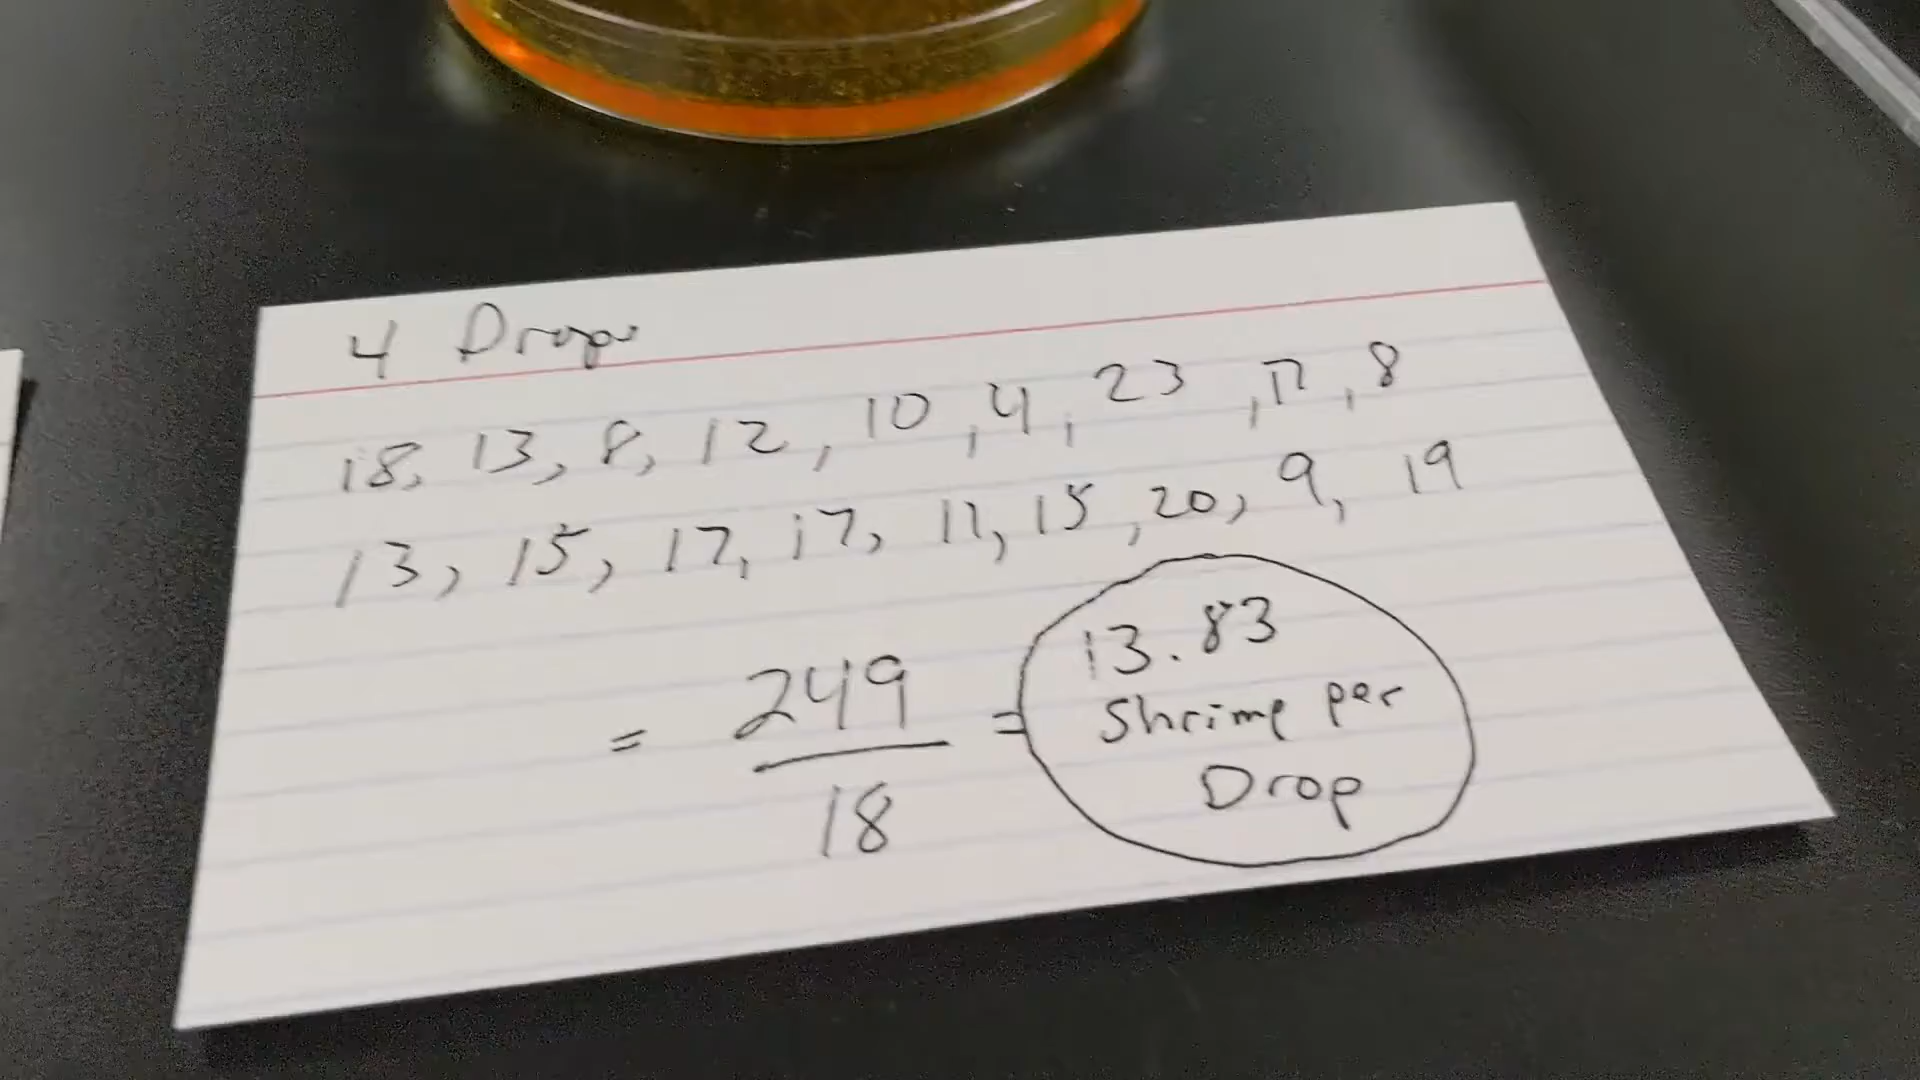 4 Drops
18, 13, 8, 12, 10, 4, 23, 17, 8
13, 15, 17, 17, 11, 15, 20, 9, 19
= 249/18 = 13.83
Shrimp per
Drop